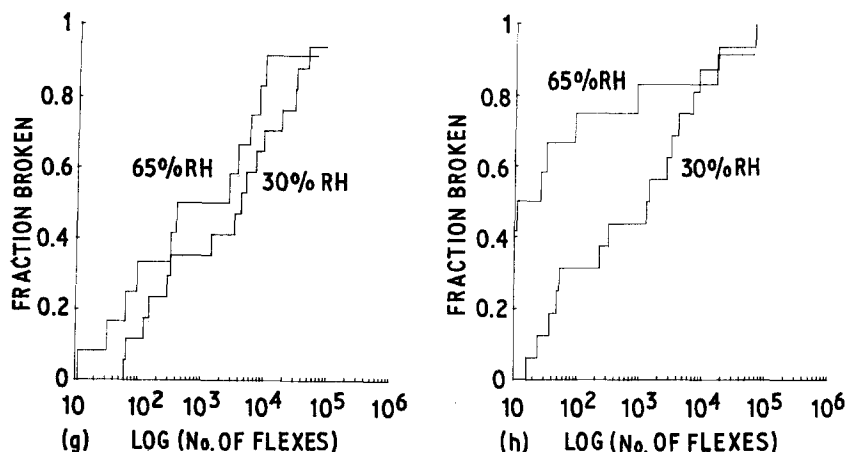 1
0.8
0.6
0.4
0.2
0
FRACTION BROKEN
65%RH
30% RH
10 10² 10³ 10⁴ 10⁵ 10⁶
(g) LOG (No. OF FLEXES)
1
0.8
0.6
0.4
0.2
0
FRACTION BROKEN
65%RH
30%RH
10 10² 10³ 10⁴ 10⁵ 10⁶
(h) LOG (No. OF FLEXES)